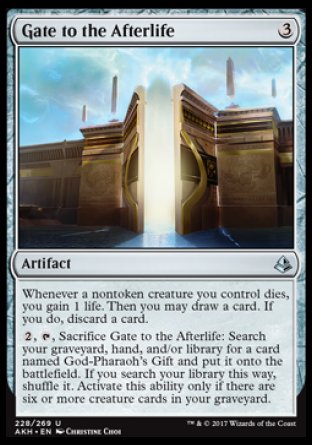 Gate to the Afterlife 3
Artifact
Whenever a nontoken creature you control dies,
you gain 1 life. Then you may draw a card. If
you do, discard a card.
2, T, Sacrifice Gate to the Afterlife: Search
your graveyard, hand, and/or library for a card
named God-Pharaoh's Gift and put it onto the
battlefield. If you search your library this way,
shuffle it. Activate this ability only if there are
six or more creature cards in your graveyard.
228/269 U
AKH • EN Christine Choi
™ & © 2017 Wizards of the Coast